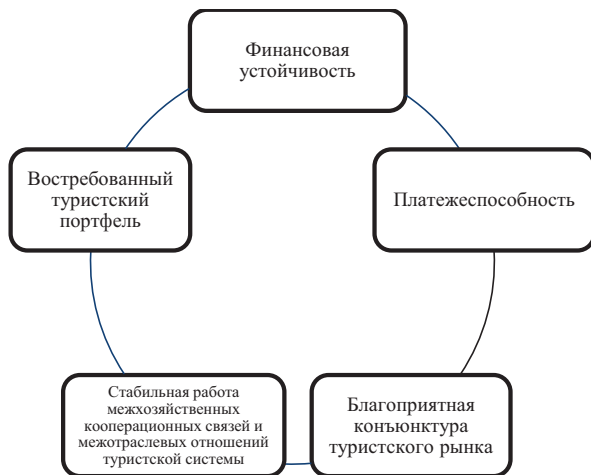 Финансовая
устойчивость
Востребованный
туристский
портфель
Платежеспособность
Стабильная работа
межхозяйственных
кооперационных связей и
межотраслевых отношений
туристской системы
Благоприятная
конъюнктура
туристского рынка